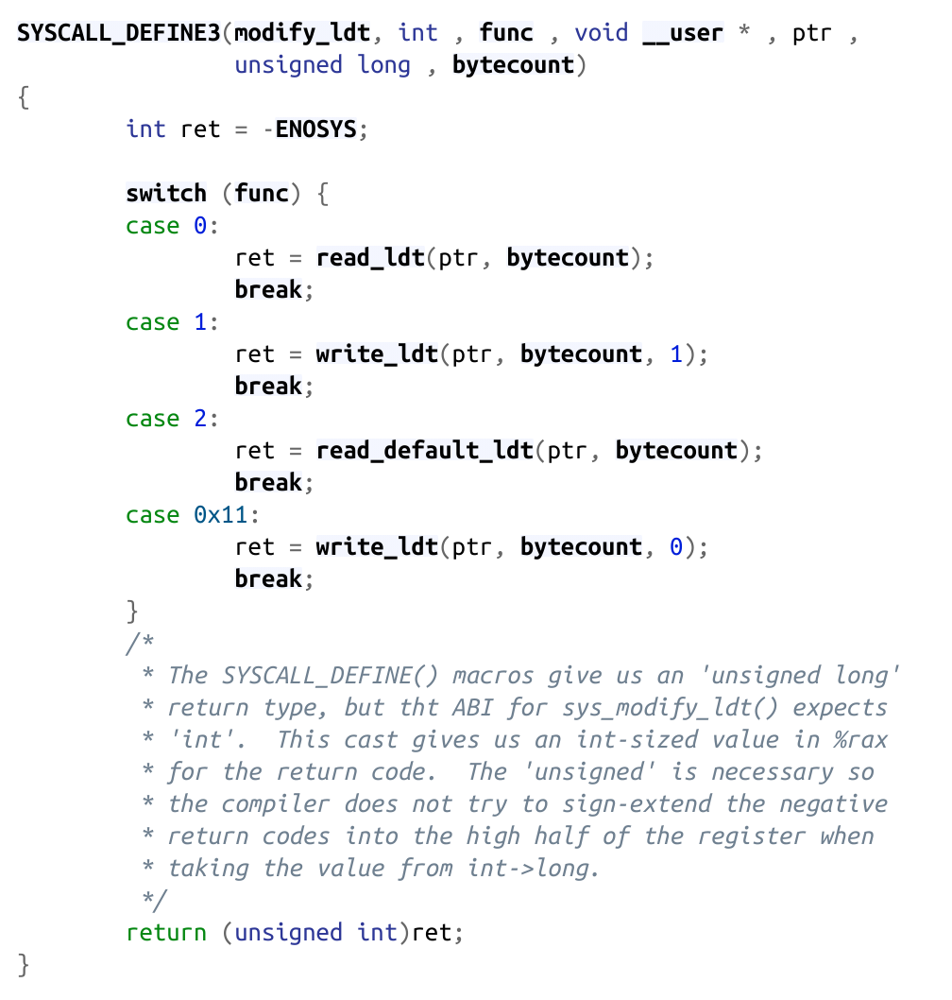 SYSCALL_DEFINE3(modify_ldt, int , func , void __user * , ptr ,
                unsigned long , bytecount)
{
        int ret = -ENOSYS;

        switch (func) {
        case 0:
                ret = read_ldt(ptr, bytecount);
                break;
        case 1:
                ret = write_ldt(ptr, bytecount, 1);
                break;
        case 2:
                ret = read_default_ldt(ptr, bytecount);
                break;
        case 0x11:
                ret = write_ldt(ptr, bytecount, 0);
                break;
        }
        /*
         * The SYSCALL_DEFINE() macros give us an 'unsigned long'
         * return type, but tht ABI for sys_modify_ldt() expects
         * 'int'.  This cast gives us an int-sized value in %rax
         * for the return code.  The 'unsigned' is necessary so
         * the compiler does not try to sign-extend the negative
         * return codes into the high half of the register when
         * taking the value from int->long.
         */
        return (unsigned int)ret;
}